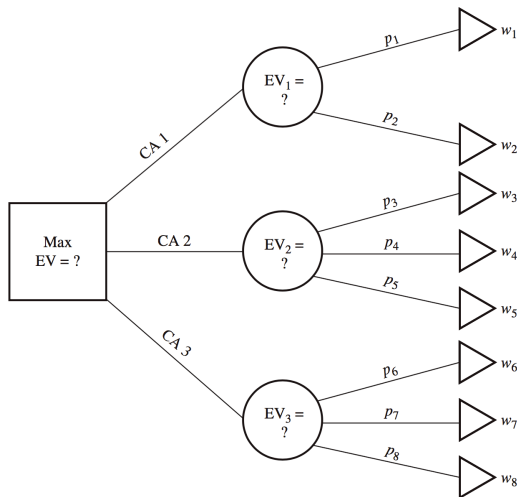 Max
EV = ?
CA 1
CA 2
CA 3
EV₁ =
?
EV₂ =
?
EV₃ =
?
p₁
p₂
p₃
p₄
p₅
p₆
p₇
p₈
w₁
w₂
w₃
w₄
w₅
w₆
w₇
w₈